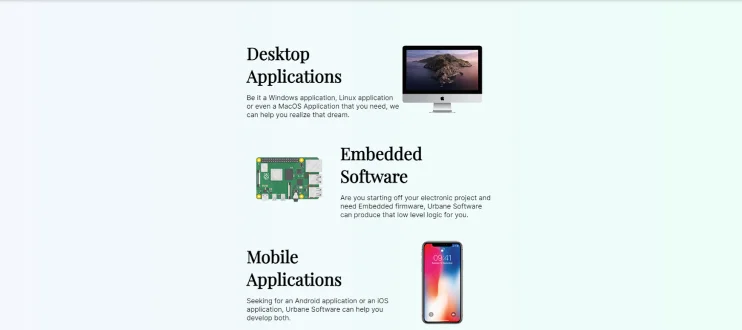 Desktop
Applications
Be it a Windows application, Linux application
or even a MacOS Application that you need, we
can help you realize that dream.
Embedded
Software
Are you starting off your electronic project and
need Embedded firmware, Urbane Software
can produce that low level logic for you.
Mobile
Applications
09:41
Seeking for an Android application or an iOS
application, Urbane Software can help you
develop both.